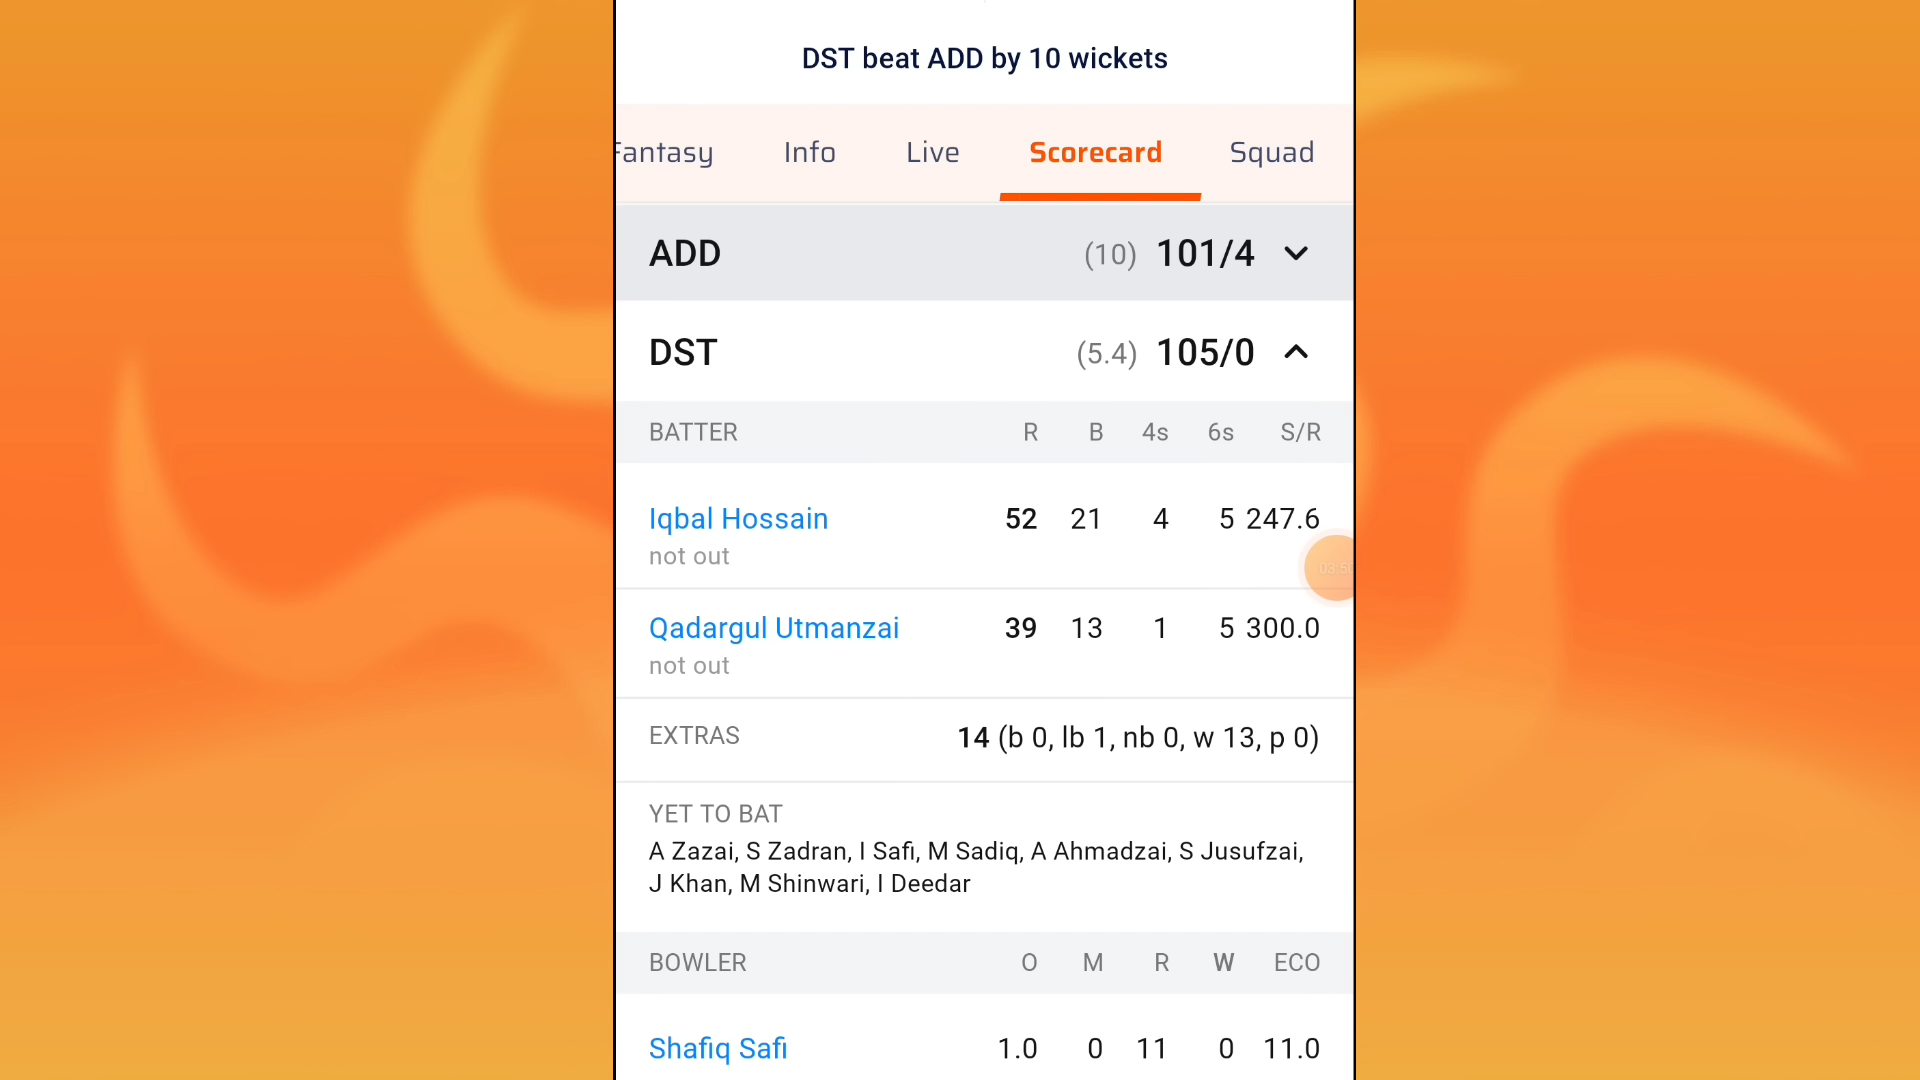 DST beat ADD by 10 wickets
Fantasy Info Live Scorecard Squad
ADD (10) 101/4
DST (5.4) 105/0
BATTER R B 4s 6s S/R
Iqbal Hossain 52 21 4 5 247.6
not out
Qadargul Utmanzai 39 13 1 5 300.0
not out
EXTRAS 14 (b 0, lb 1, nb 0, w 13, p 0)
YET TO BAT
A Zazai, S Zadran, I Safi, M Sadiq, A Ahmadzai, S Jusufzai,
J Khan, M Shinwari, I Deedar
BOWLER O M R W ECO
Shafiq Safi 1.0 0 11 0 11.0